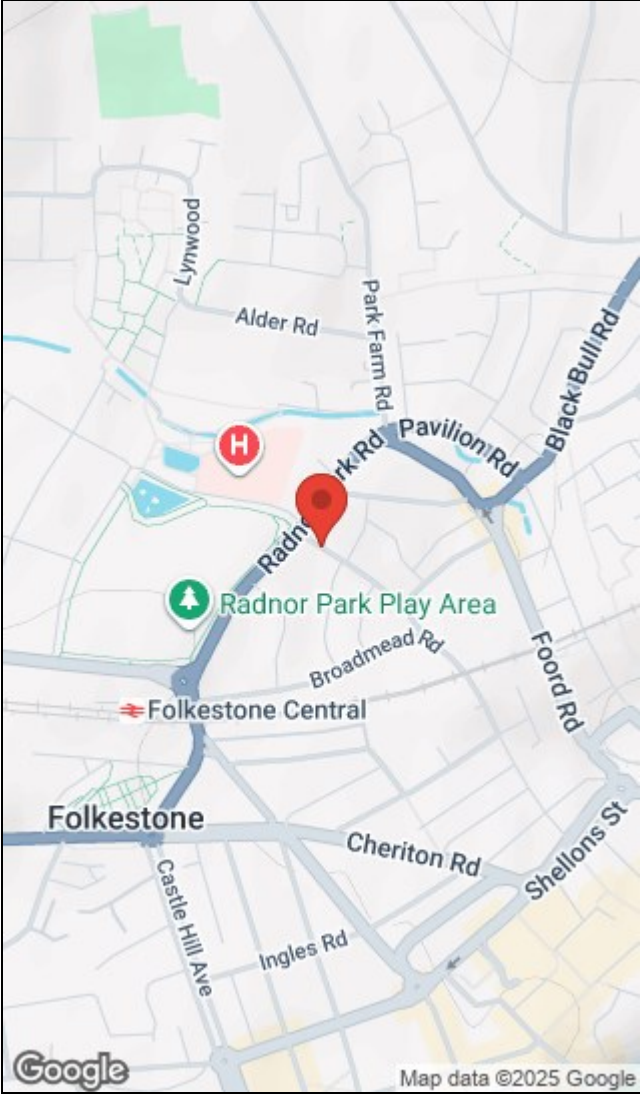 Lynwood
Alder Rd
Park Farm Rd
Black Bull Rd
Pavilion Rd
H
Radnor Park Rd
Radnor Park Play Area
Broadmead Rd
Foord Rd
Folkestone Central
Folkestone
Cheriton Rd
Shellons St
Castle Hill Ave
Ingles Rd
Google
Map data ©2025 Google